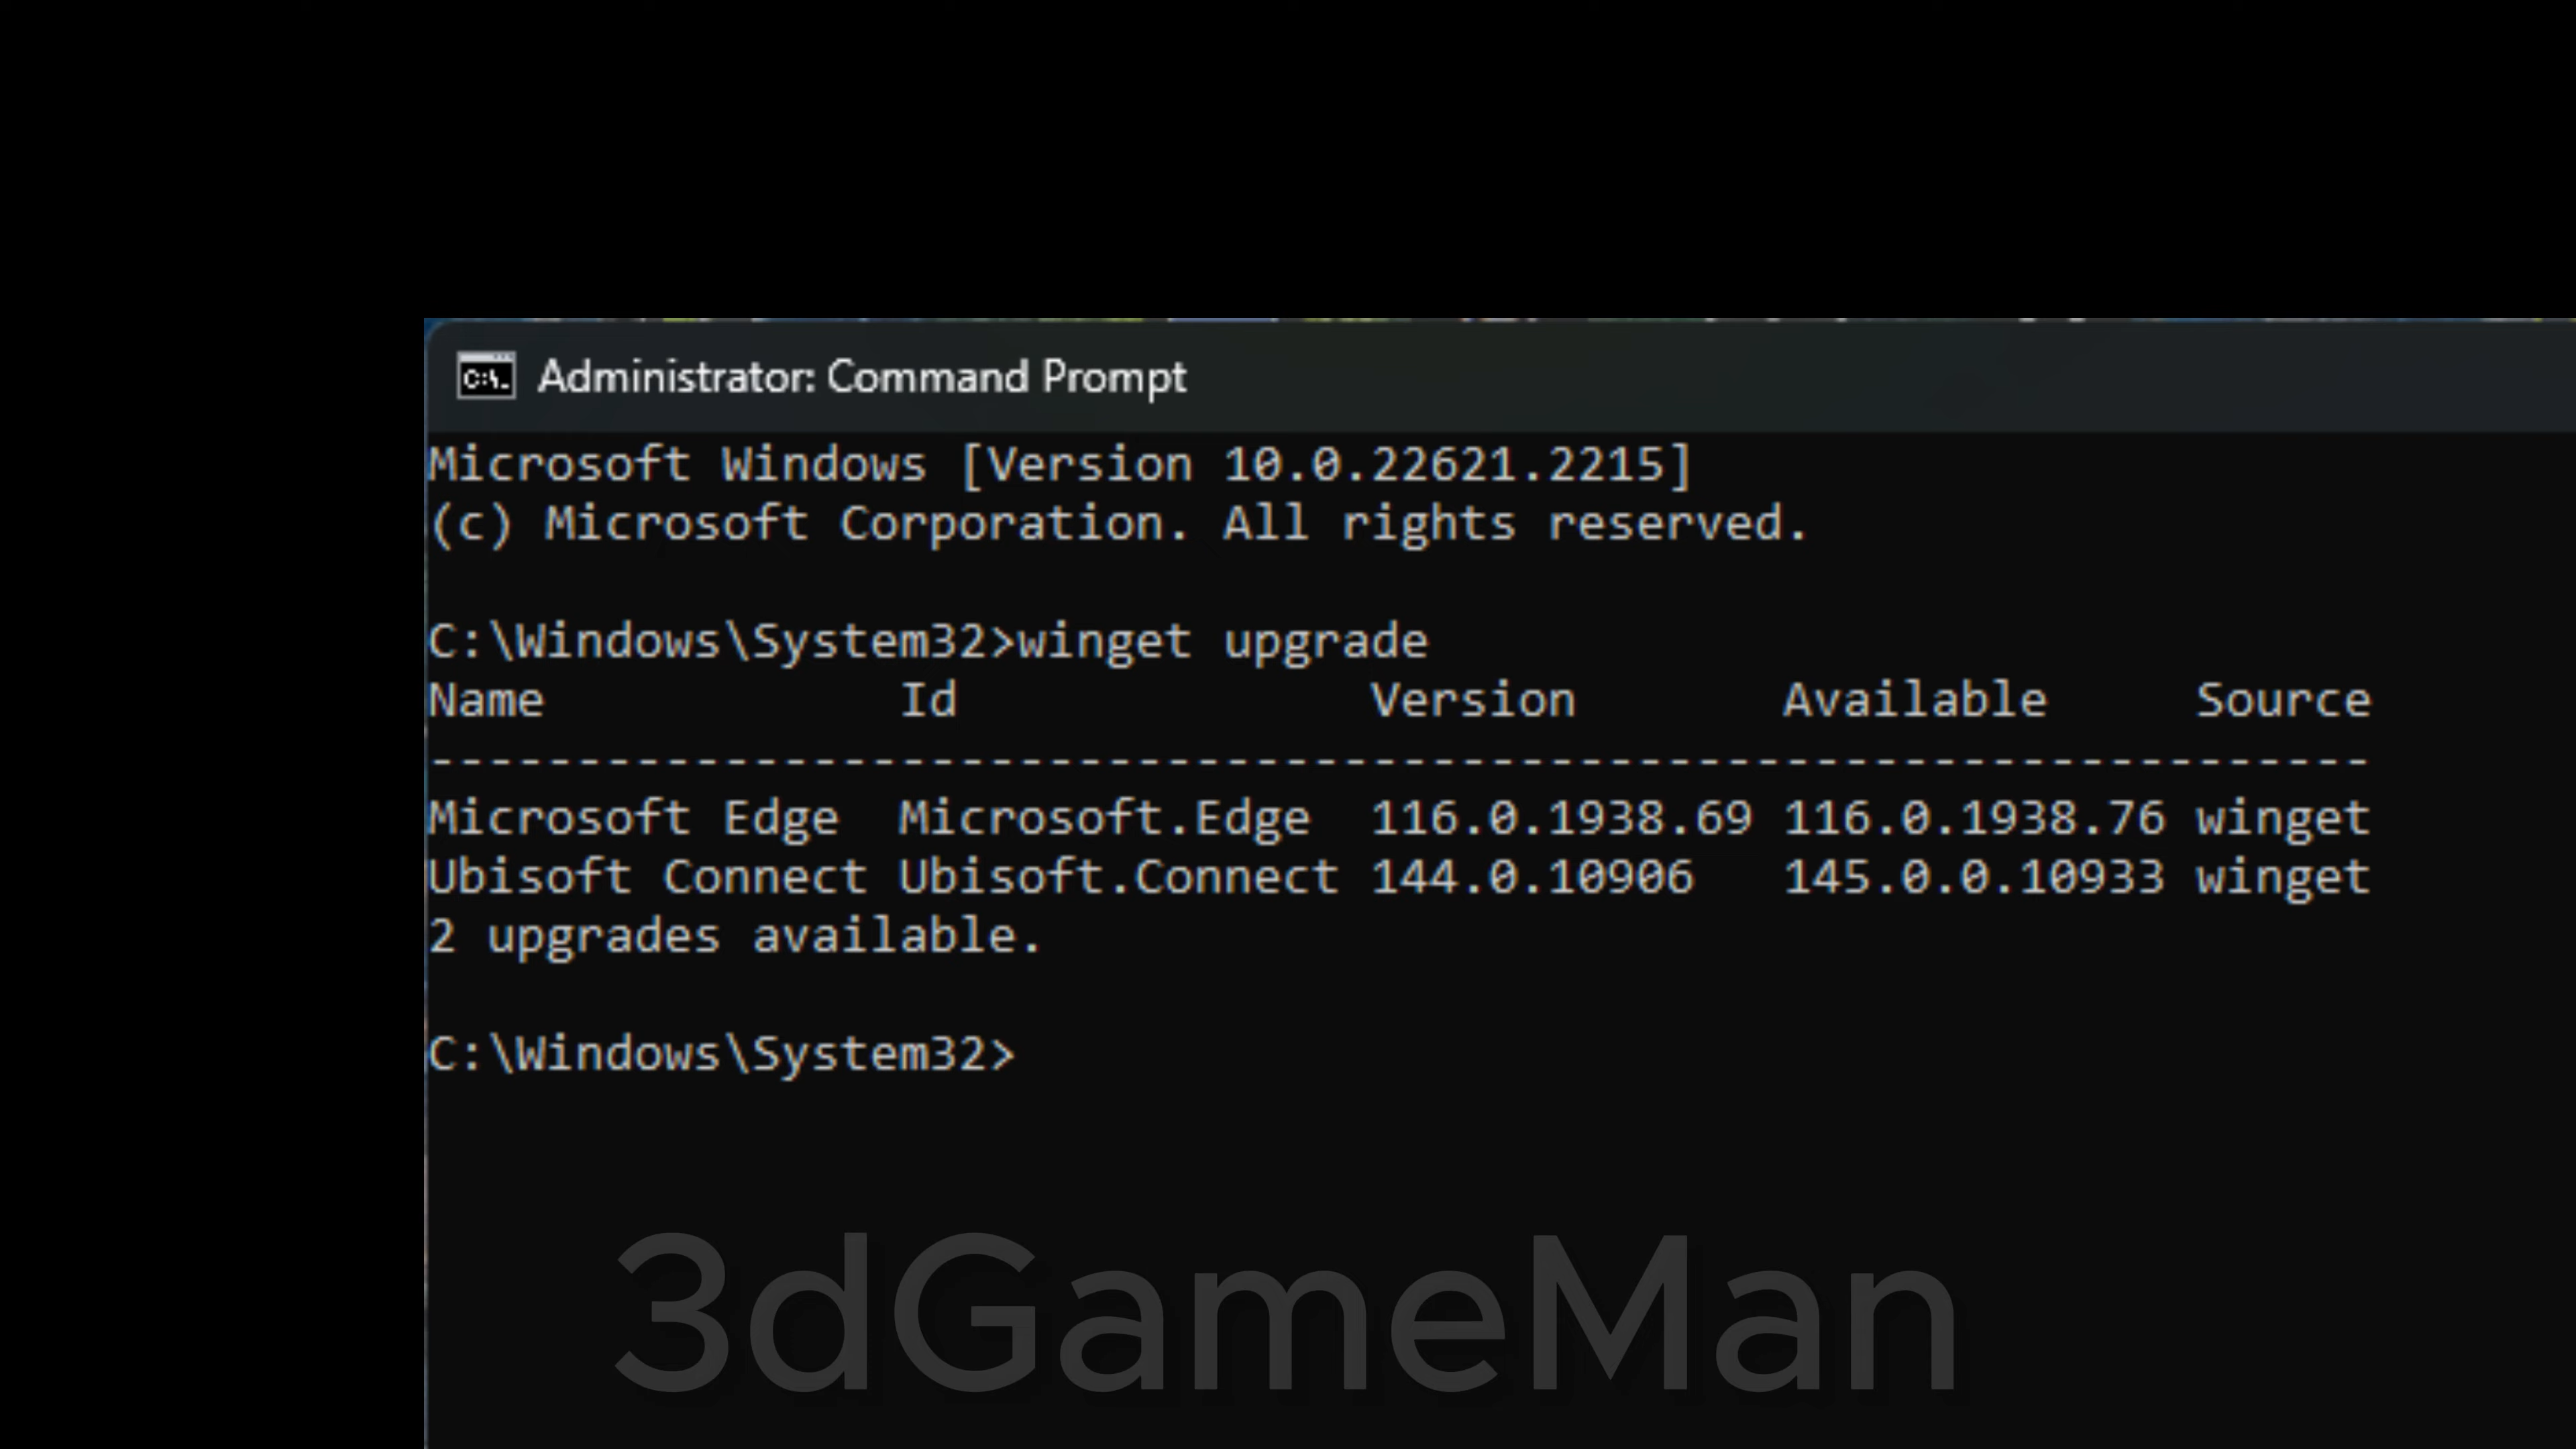 C:\. Administrator: Command Prompt
Microsoft Windows [Version 10.0.22621.2215]
(c) Microsoft Corporation. All rights reserved.
C:\Windows\System32>winget upgrade
Name Id Version Available Source
-------------------------------------------------------------------
Microsoft Edge Microsoft.Edge 116.0.1938.69 116.0.1938.76 winget
Ubisoft Connect Ubisoft.Connect 144.0.10906 145.0.0.10933 winget
2 upgrades available.
C:\Windows\System32>
3dGameMan